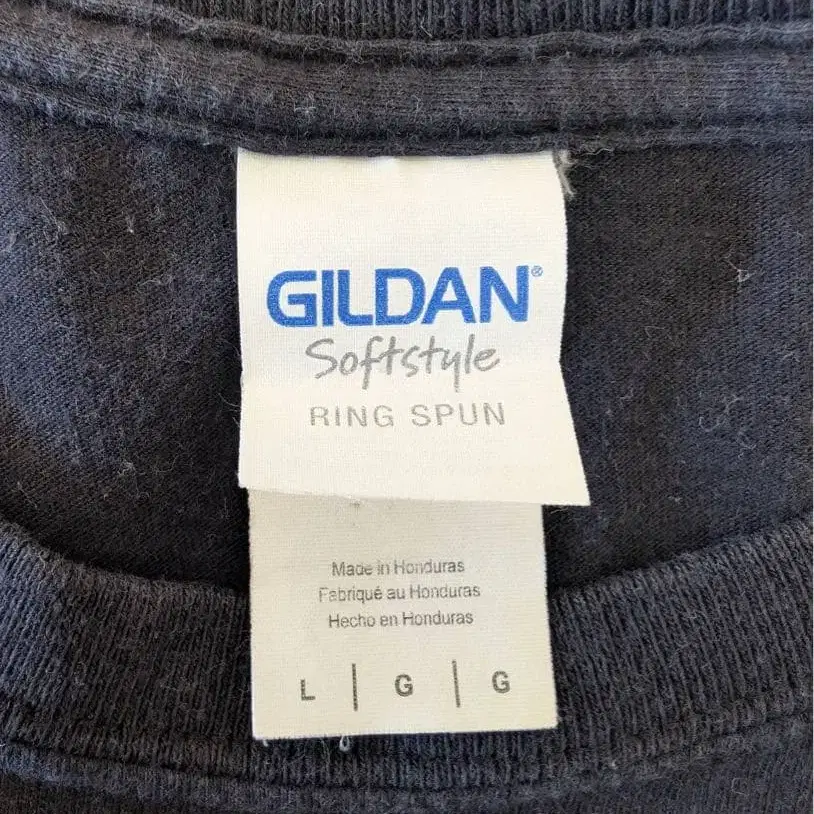 GILDAN®
Softstyle
RING SPUN
Made in Honduras
Fabriqué au Honduras
Hecho en Honduras
L | G | G